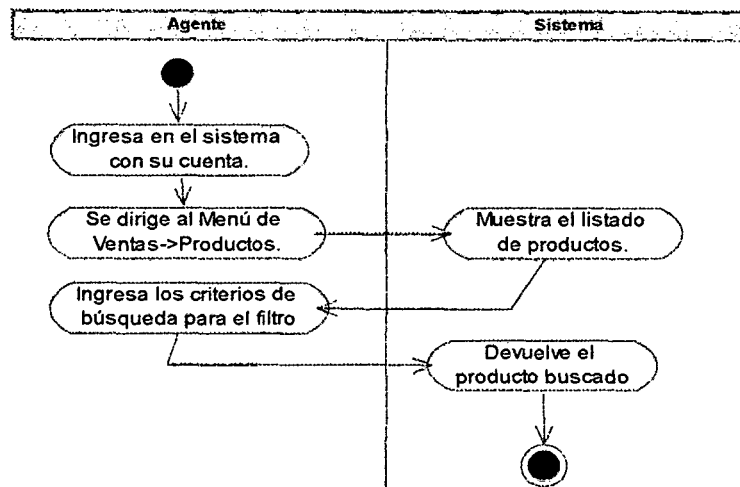 Agente
Sistema
Ingresa en el sistema
con su cuenta.
Se dirige al Menú de
Ventas->Productos.
Muestra el listado
de productos.
Ingresa los criterios de
búsqueda para el filtro
Devuelve el
producto buscado